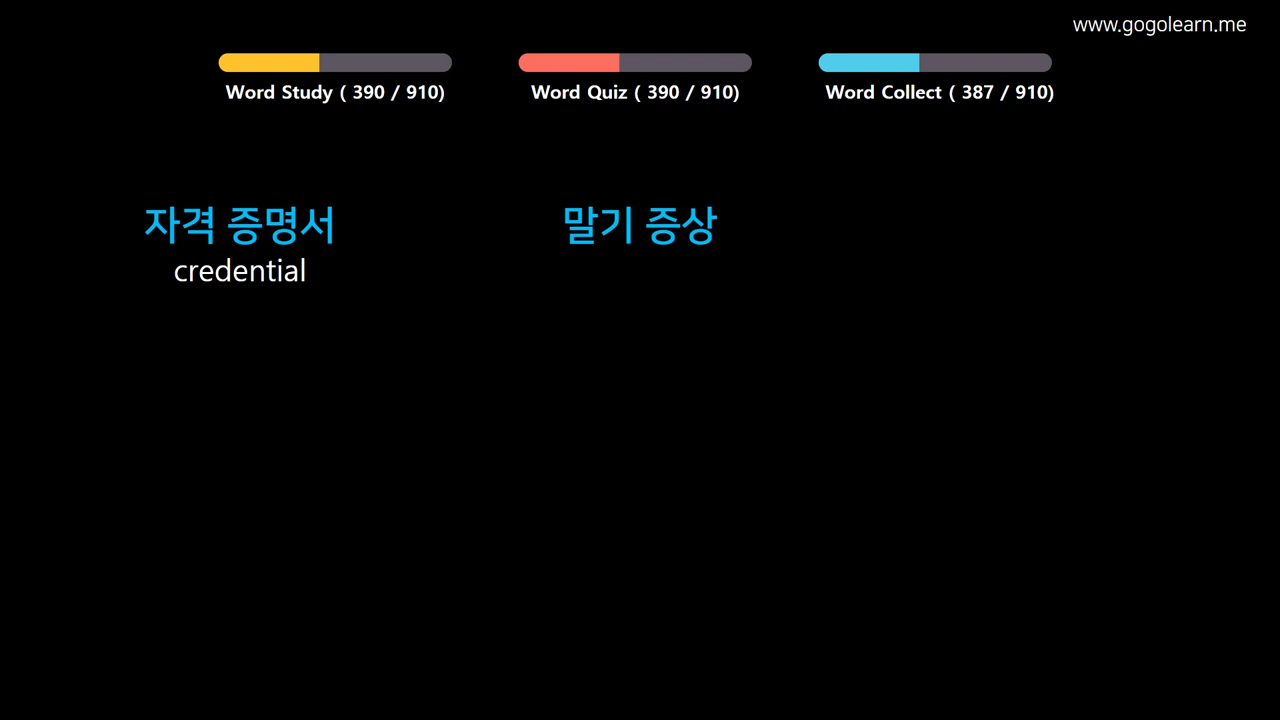 www.gogolearn.me
Word Study ( 390 / 910)
Word Quiz ( 390 / 910)
Word Collect ( 387 / 910)
자격 증명서
credential
말기 증상